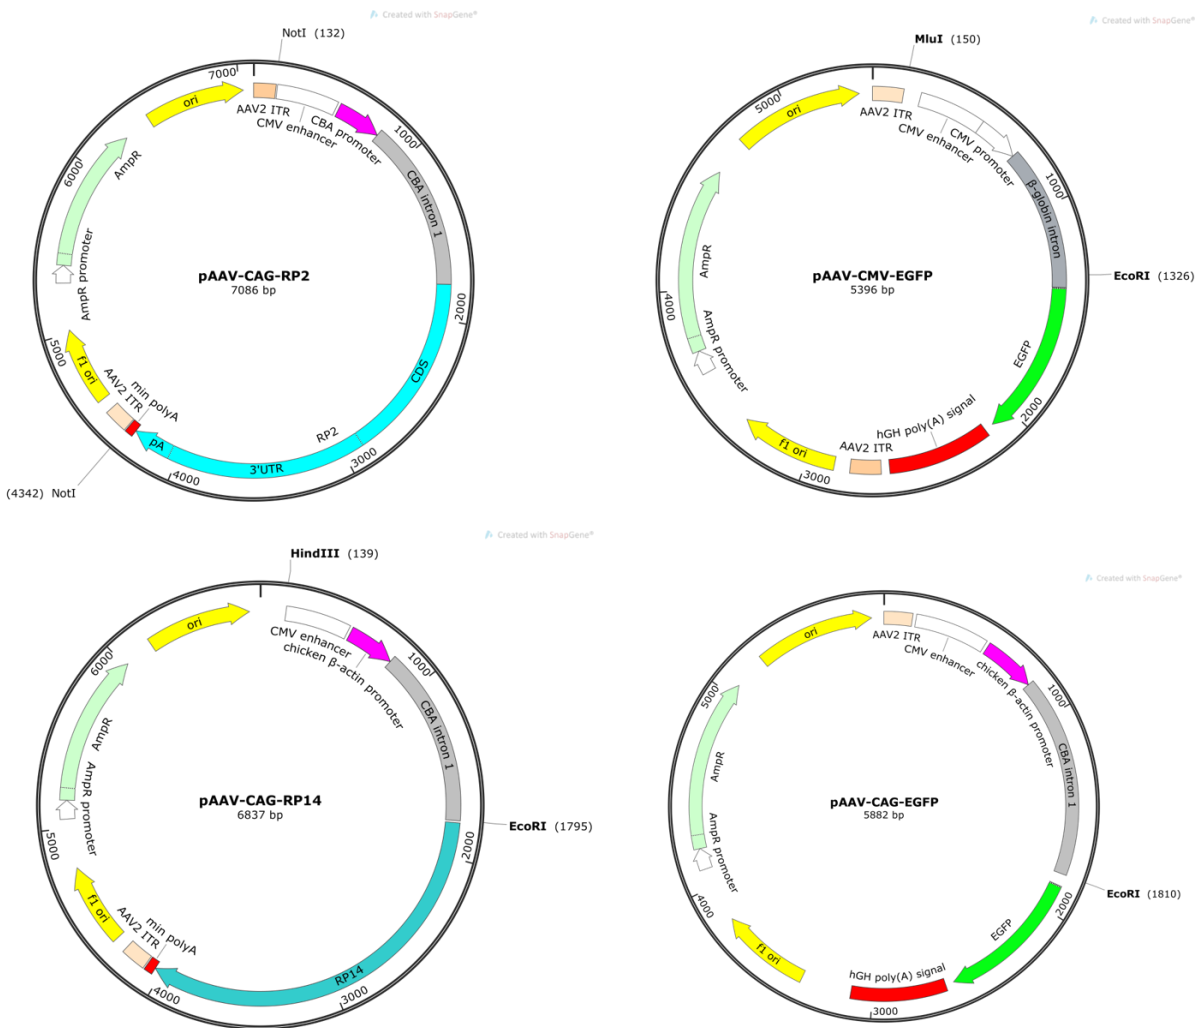 Created with SnapGene®
NotI (132)
7000
ori
AAV2 ITR
CMV enhancer
CBA promoter
1000
CBA intron 1
2000
CDS
RP2
3000
3'UTR
4000
pA
min polyA
AAV2 ITR
(4342) NotI
f1 ori
5000
AmpR promoter
AmpR
6000
pAAV-CAG-RP2
7086 bp
Created with SnapGene®
MluI (150)
5000
ori
AAV2 ITR
CMV enhancer
CMV promoter
1000
β-globin intron
EcoRI (1326)
EGFP
2000
hGH poly(A) signal
AAV2 ITR
3000
f1 ori
AmpR promoter
AmpR
4000
pAAV-CMV-EGFP
5396 bp
Created with SnapGene®
HindIII (139)
ori
CMV enhancer
chicken β-actin promoter
1000
CBA intron 1
EcoRI (1795)
2000
RP14
3000
4000
min polyA
AAV2 ITR
f1 ori
5000
AmpR promoter
AmpR
6000
pAAV-CAG-RP14
6837 bp
Created with SnapGene®
ori
AAV2 ITR
CMV enhancer
chicken β-actin promoter
1000
CBA intron 1
EcoRI (1810)
2000
EGFP
hGH poly(A) signal
3000
f1 ori
4000
AmpR promoter
AmpR
5000
pAAV-CAG-EGFP
5882 bp